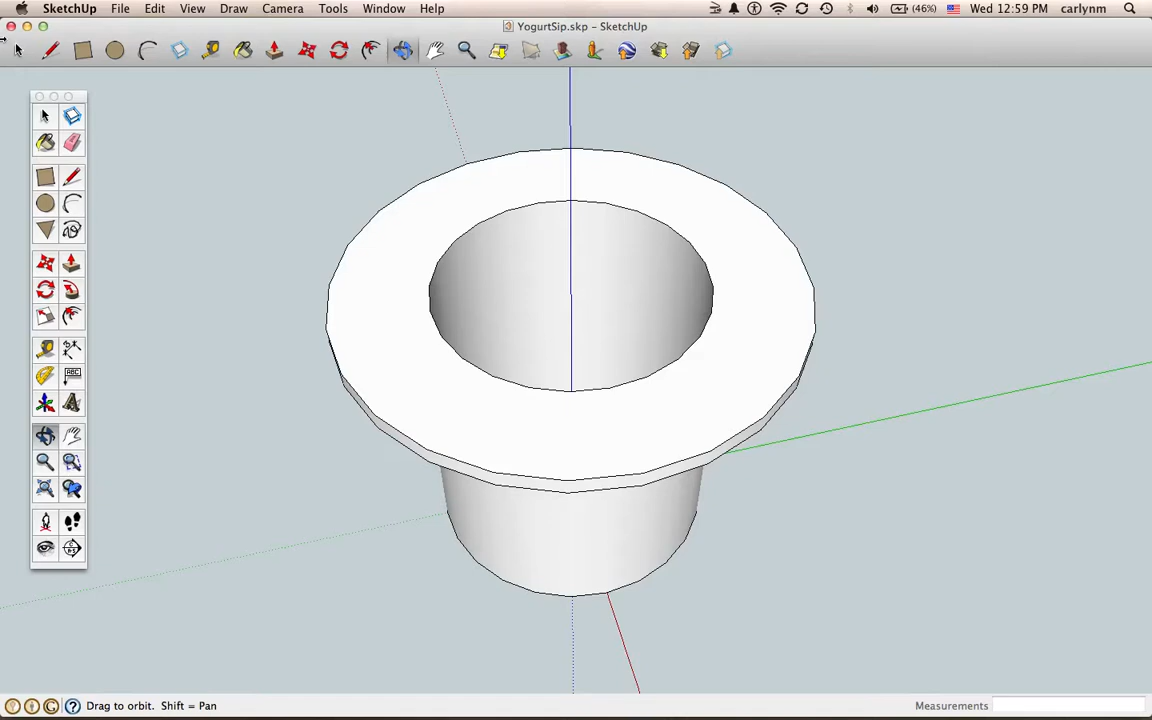 SketchUp File Edit View Draw Camera Tools Window Help (46%) Wed 12:59 PM carlynm
YogurtSip.skp – SketchUp
ABC
A
Drag to orbit. Shift = Pan Measurements